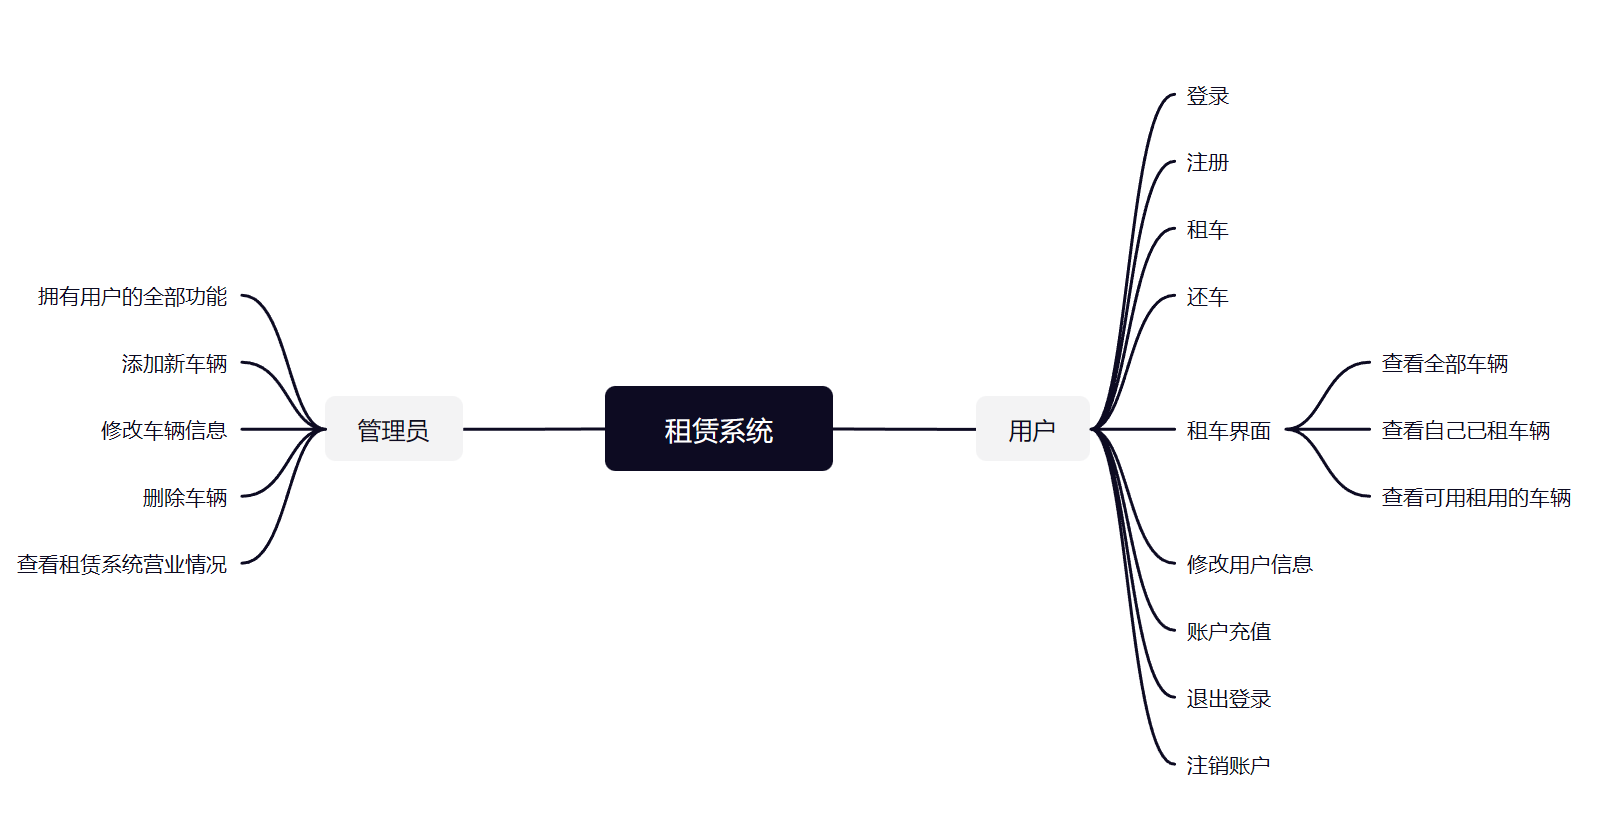 租赁系统
管理员
拥有用户的全部功能
添加新车辆
修改车辆信息
删除车辆
查看租赁系统营业情况
用户
登录
注册
租车
还车
租车界面
查看全部车辆
查看自己已租车辆
查看可用租用的车辆
修改用户信息
账户充值
退出登录
注销账户